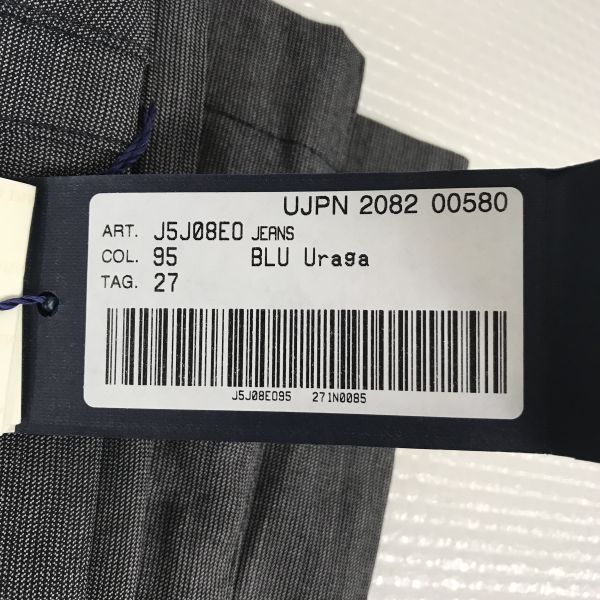 UJPN 2082 00580
ART. J5J08E0 JEANS
COL. 95 BLU Uraga
TAG. 27
J5J08E095 271N0085